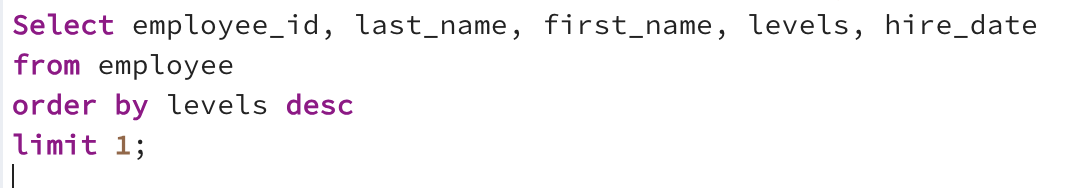 Select employee_id, last_name, first_name, levels, hire_date
from employee
order by levels desc
limit 1;